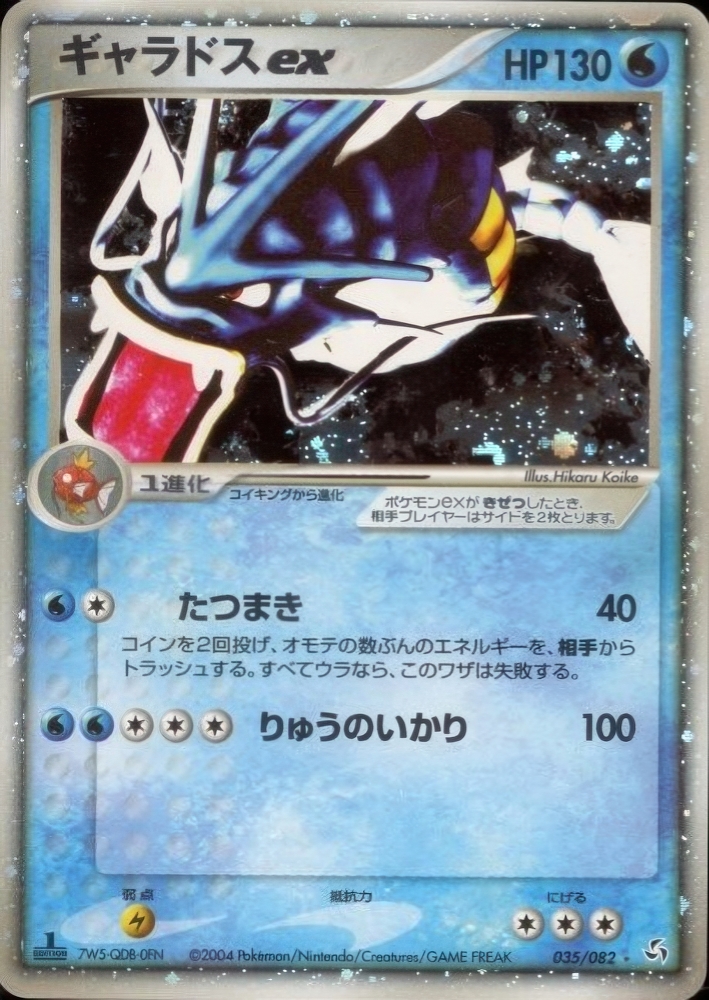 ギャラドスex HP130
Illus.Hikaru Koike
1進化 コイキングから進化
ポケモンexが きぜつしたとき、
相手プレイヤーはサイドを2枚とります。
たつまき 40
コインを2回投げ、オモテの数ぶんのエネルギーを、相手から
トラッシュする。すべてウラなら、このワザは失敗する。
りゅうのいかり 100
弱点 抵抗力 にげる
1
EDITION
7W5-QDB-0FN ©2004 Pokémon/Nintendo/Creatures/GAME FREAK 035/082